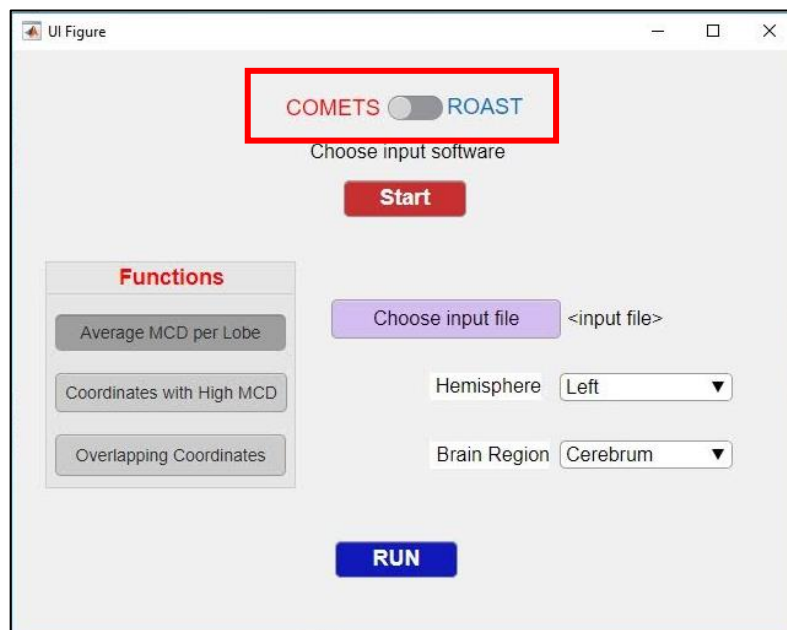 UI Figure
COMETS ROAST
Choose input software
Start
Functions
Average MCD per Lobe
Coordinates with High MCD
Overlapping Coordinates
Choose input file <input file>
Hemisphere Left
Brain Region Cerebrum
RUN